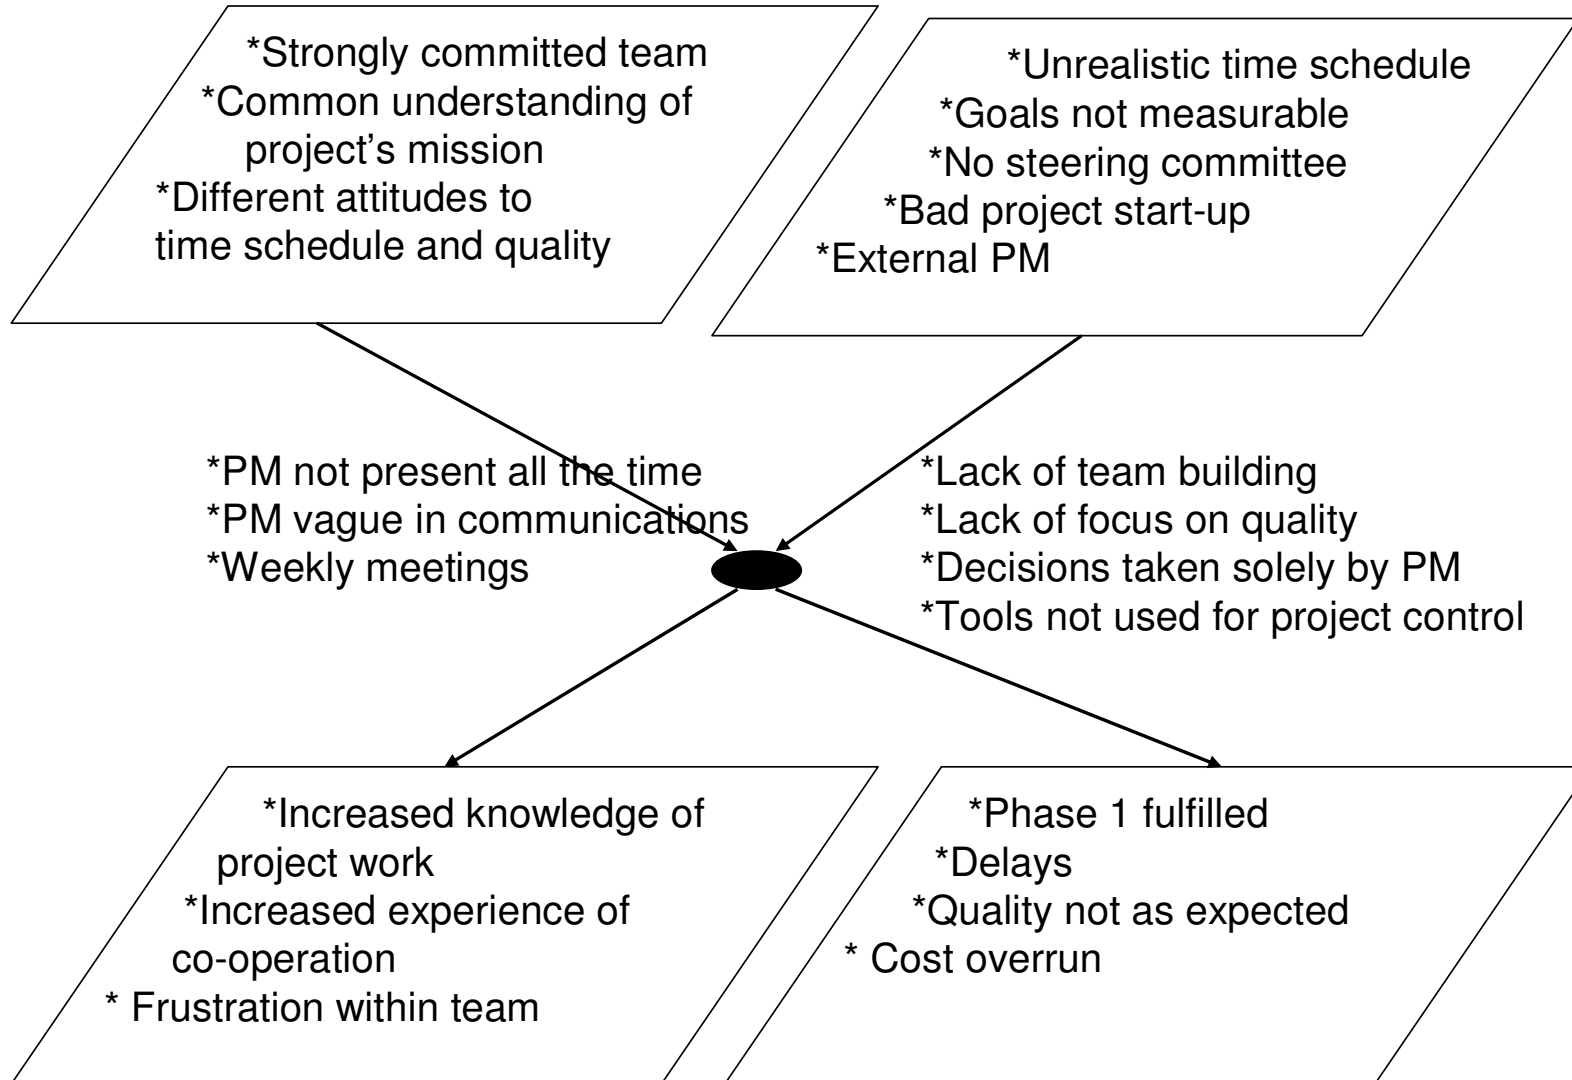 *Strongly committed team
*Common understanding of
project's mission
*Different attitudes to
time schedule and quality
*Unrealistic time schedule
*Goals not measurable
*No steering committee
*Bad project start-up
*External PM
*PM not present all the time
*PM vague in communications
*Weekly meetings
*Lack of team building
*Lack of focus on quality
*Decisions taken solely by PM
*Tools not used for project control
*Increased knowledge of
project work
*Increased experience of
co-operation
* Frustration within team
*Phase 1 fulfilled
*Delays
*Quality not as expected
* Cost overrun